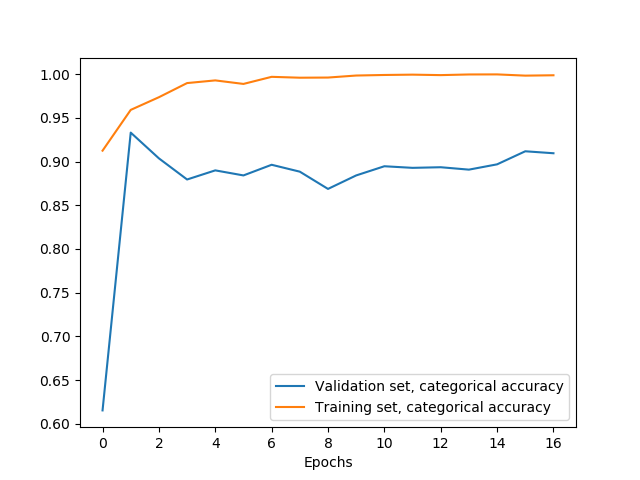 1.00
0.95
0.90
0.85
0.80
0.75
0.70
0.65
0.60
Validation set, categorical accuracy
Training set, categorical accuracy
0 2 4 6 8 10 12 14 16
Epochs